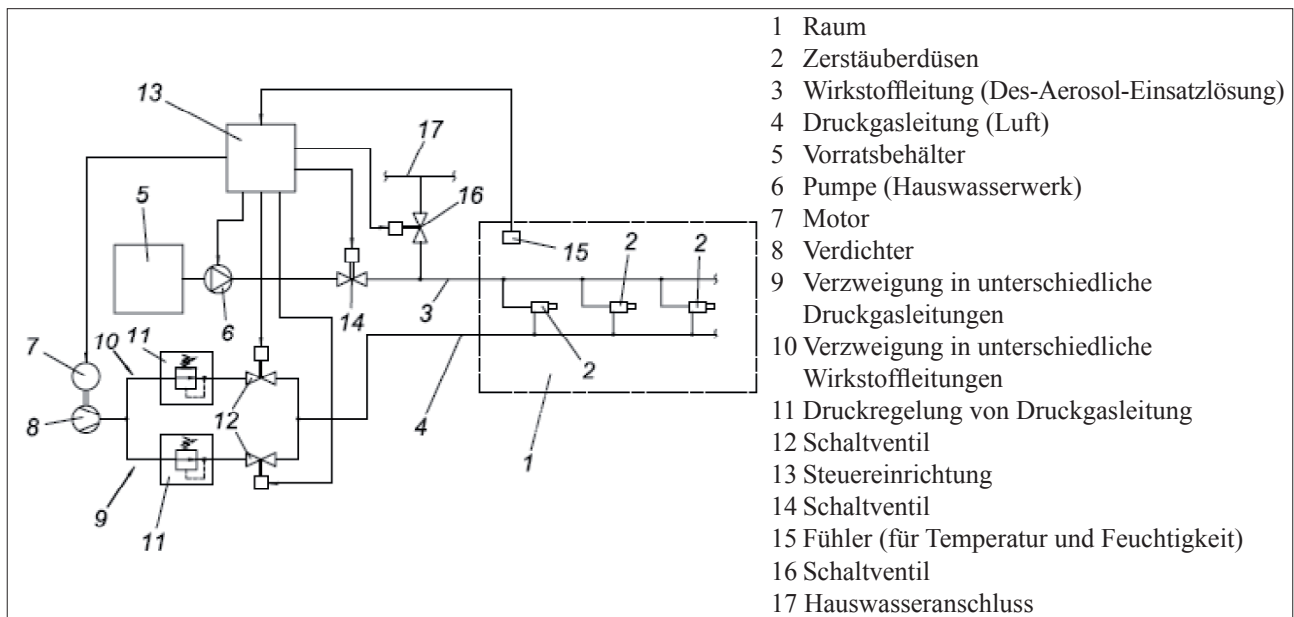 13
17
5
16
15
2
2
14
6
3
7
10
11
2
12
8
4
1
9
11
1 Raum
2 Zerstäuberdüsen
3 Wirkstoffleitung (Des-Aerosol-Einsatzlösung)
4 Druckgasleitung (Luft)
5 Vorratsbehälter
6 Pumpe (Hauswasserwerk)
7 Motor
8 Verdichter
9 Verzweigung in unterschiedliche
Druckgasleitungen
10 Verzweigung in unterschiedliche
Wirkstoffleitungen
11 Druckregelung von Druckgasleitung
12 Schaltventil
13 Steuereinrichtung
14 Schaltventil
15 Fühler (für Temperatur und Feuchtigkeit)
16 Schaltventil
17 Hauswasseranschluss